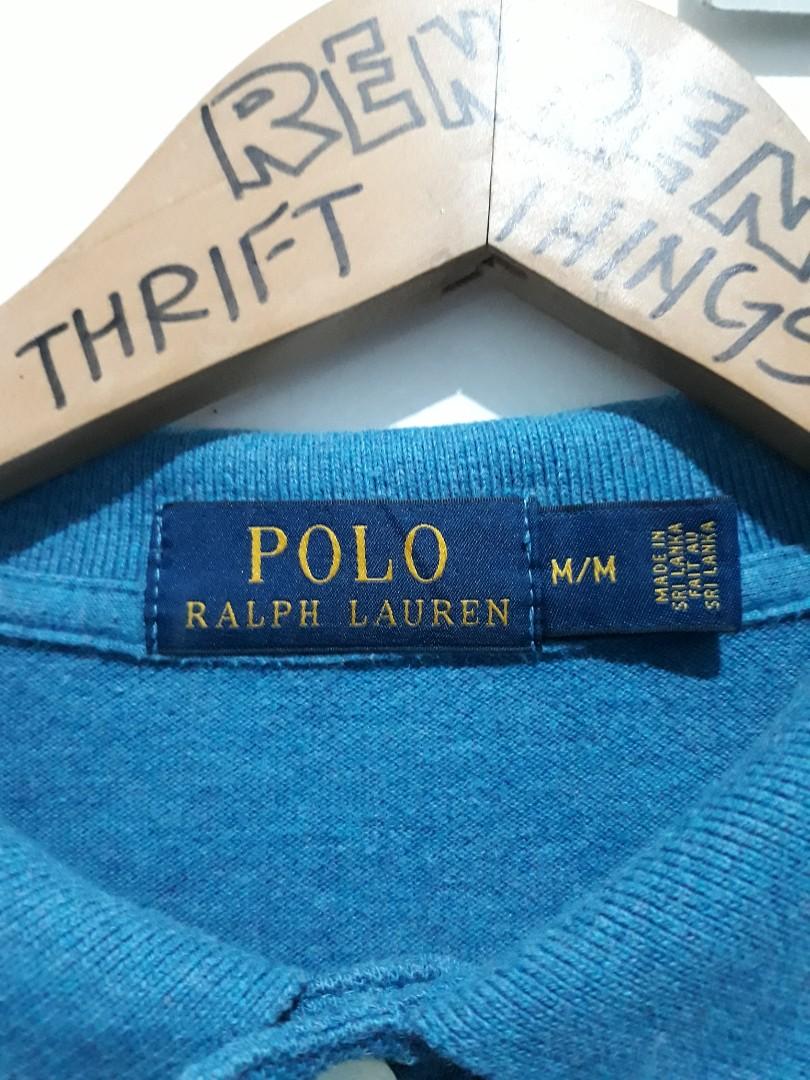 THRIFT
THINGS
POLO
RALPH LAUREN
M/M
MADE IN
SRI LANKA
FAIT AU
SRI LANKA